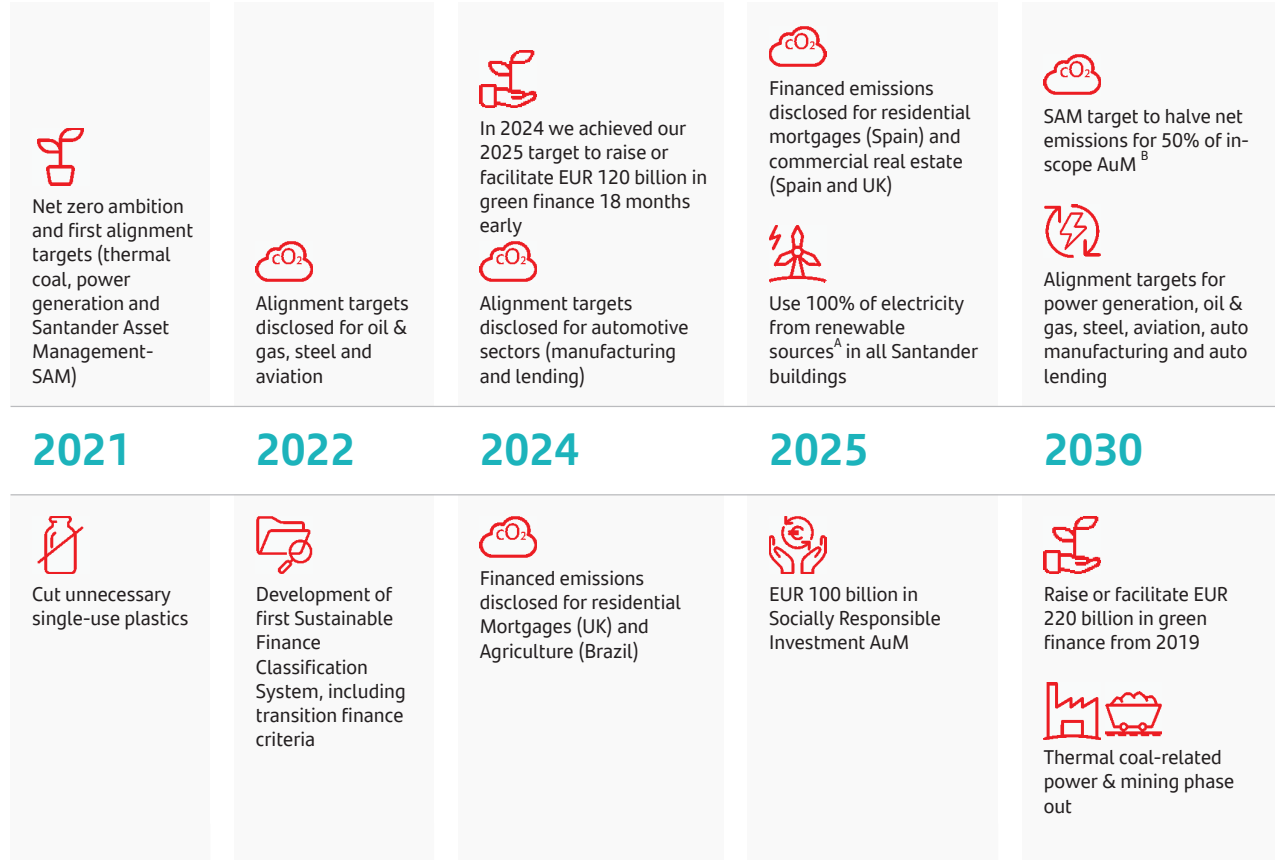 Net zero ambition
and first alignment
targets (thermal
coal, power
generation and
Santander Asset
Management-
SAM)
cO₂
Alignment targets
disclosed for oil &
gas, steel and
aviation
In 2024 we achieved our
2025 target to raise or
facilitate EUR 120 billion in
green finance 18 months
early
cO₂
Alignment targets
disclosed for automotive
sectors (manufacturing
and lending)
cO₂
Financed emissions
disclosed for residential
mortgages (Spain) and
commercial real estate
(Spain and UK)
Use 100% of electricity
from renewable
sources^A in all Santander
buildings
cO₂
SAM target to halve net
emissions for 50% of in-
scope AuM ^B
Alignment targets for
power generation, oil &
gas, steel, aviation, auto
manufacturing and auto
lending
2021
2022
2024
2025
2030
Cut unnecessary
single-use plastics
Development of
first Sustainable
Finance
Classification
System, including
transition finance
criteria
cO₂
Financed emissions
disclosed for residential
Mortgages (UK) and
Agriculture (Brazil)
€
EUR 100 billion in
Socially Responsible
Investment AuM
Raise or facilitate EUR
220 billion in green
finance from 2019
Thermal coal-related
power & mining phase
out